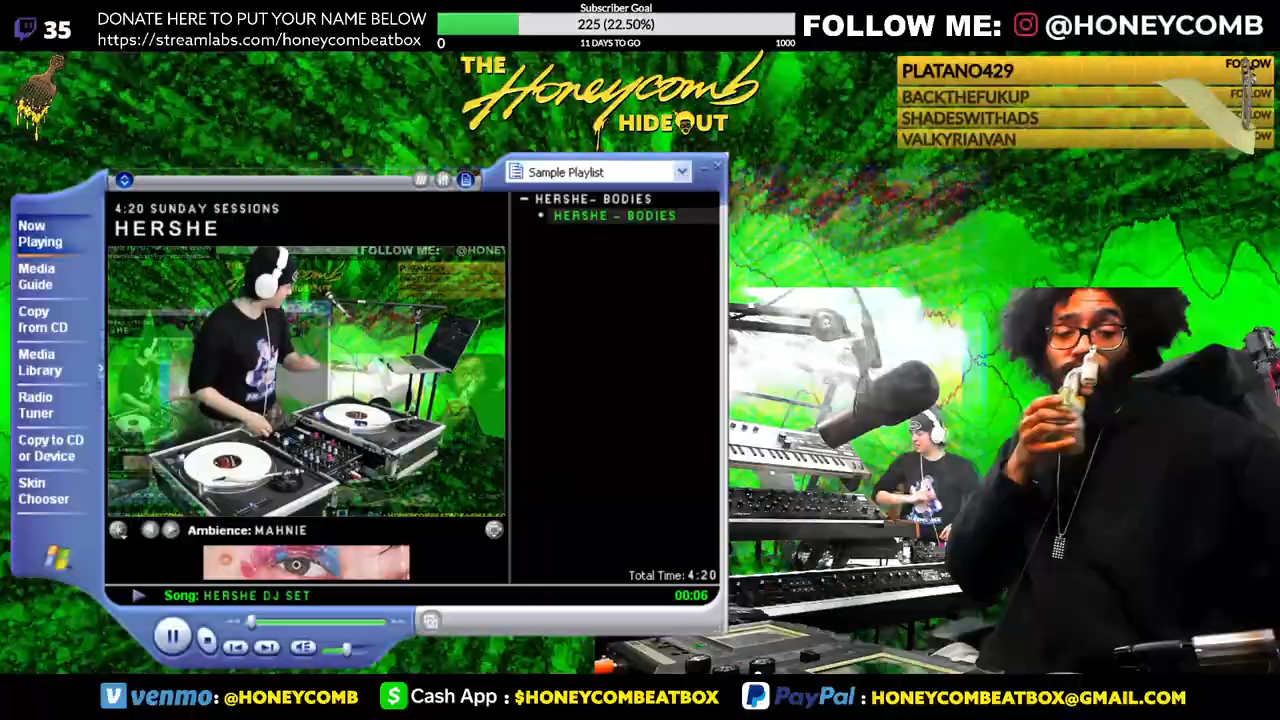 35
DONATE HERE TO PUT YOUR NAME BELOW
https://streamlabs.com/honeycombeatbox
Subscriber Goal
225 (22.50%)
0
11 DAYS TO GO
1000
FOLLOW ME: @HONEYCOMB
THE
Honeycomb
HIDEOUT
PLATANO429
FOLLOW
BACKTHEFUKUP
FOLLOW
SHADESWITHADS
FOLLOW
VALKYRIAIVAN
Sample Playlist
4:20 SUNDAY SESSIONS
HERSHE
HERSHE- BODIES
HERSHE - BODIES
Now
Playing
Media
Guide
Copy
from CD
Media
Library
Radio
Tuner
Copy to CD
or Device
Skin
Chooser
FOLLOW ME: @HONEY
Ambience: MAHNIE
Total Time: 4:20
Song: HERSHE DJ SET
00:06
venmo: @HONEYCOMB
Cash App : $HONEYCOMBEATBOX
PayPal : HONEYCOMBEATBOX@GMAIL.COM